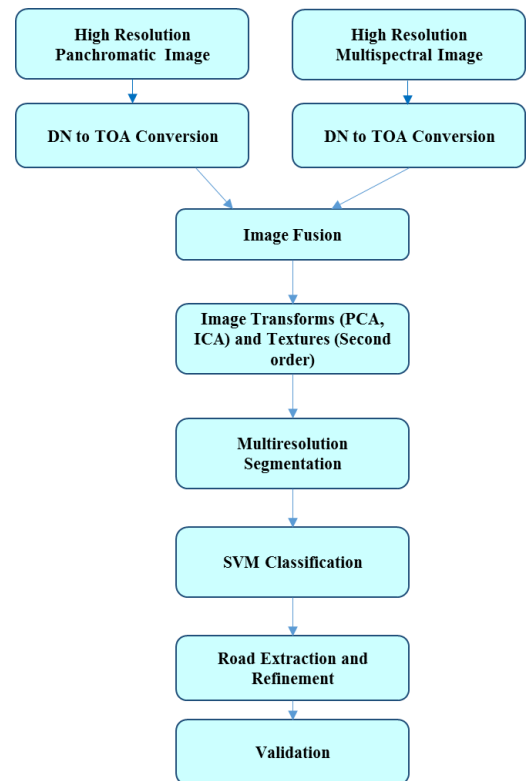 High Resolution
Panchromatic Image
High Resolution
Multispectral Image
DN to TOA Conversion
DN to TOA Conversion
Image Fusion
Image Transforms (PCA,
ICA) and Textures (Second
order)
Multiresolution
Segmentation
SVM Classification
Road Extraction and
Refinement
Validation